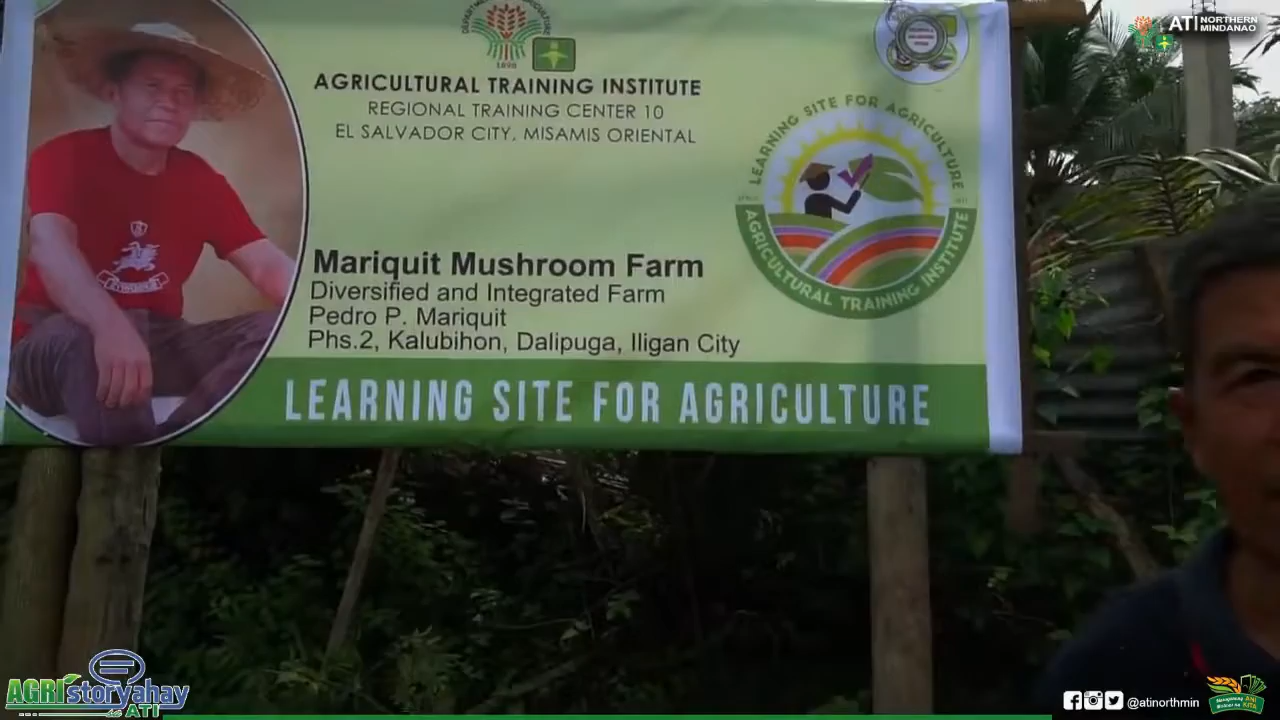 ATI NORTHERN
MINDANAO
1898
AGRICULTURAL TRAINING INSTITUTE
REGIONAL TRAINING CENTER 10
EL SALVADOR CITY, MISAMIS ORIENTAL
LEARNING SITE FOR AGRICULTURE
AGRICULTURAL TRAINING INSTITUTE
Mariquit Mushroom Farm
Diversified and Integrated Farm
Pedro P. Mariquit
Phs.2, Kalubihon, Dalipuga, Iligan City
LEARNING SITE FOR AGRICULTURE
AGRIstoryahay
sa ATI
@atinorthmin